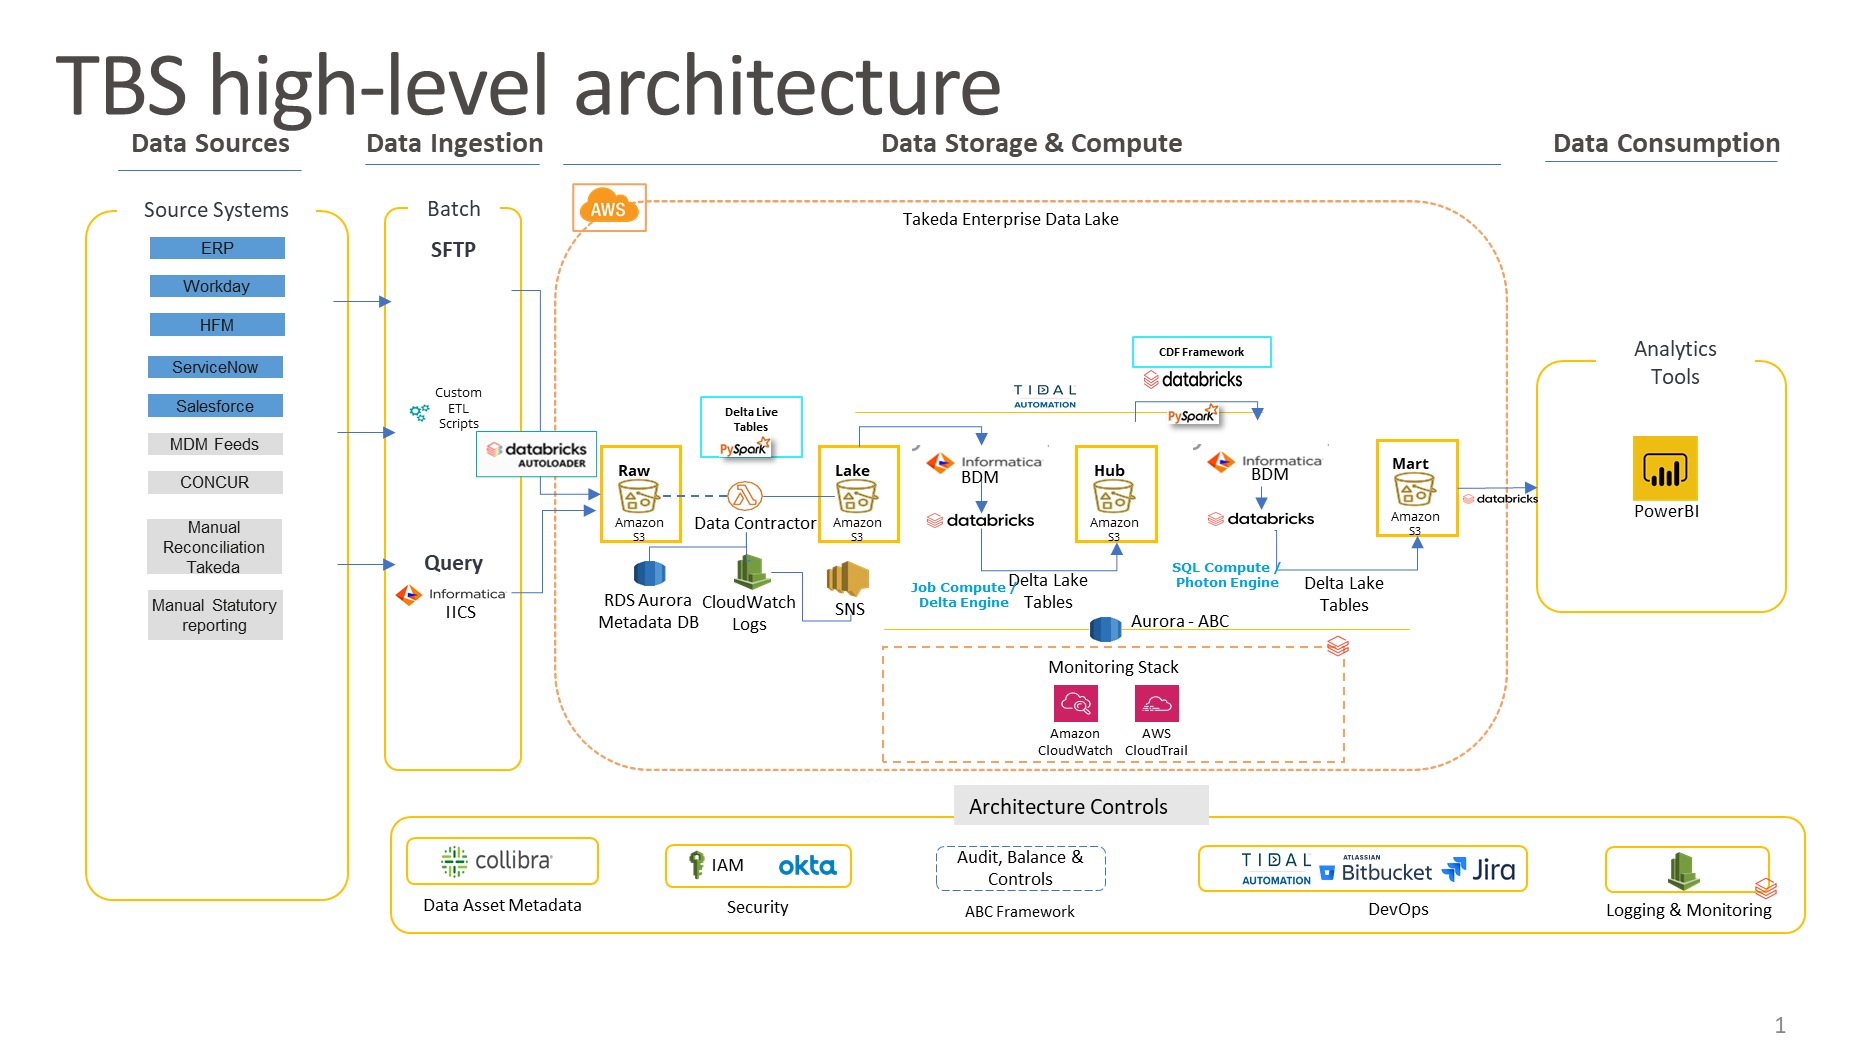 TBS high-level architecture
Data Sources
Data Ingestion
Data Storage & Compute
Data Consumption
Source Systems
ERP
Workday
HFM
ServiceNow
Salesforce
MDM Feeds
CONCUR
Manual
Reconciliation
Takeda
Manual Statutory
reporting
Batch
SFTP
Custom
ETL
Scripts
databricks
AUTOLOADER
Query
Informatica
IICS
AWS
Takeda Enterprise Data Lake
Raw
Amazon
S3
Delta Live
Tables
PySpark
Data Contractor
RDS Aurora
Metadata DB
CloudWatch
Logs
SNS
Lake
Amazon
S3
TIDAL
AUTOMATION
CDF Framework
databricks
PySpark
Informatica
BDM
databricks
Job Compute /
Delta Engine
Delta Lake
Tables
Hub
Amazon
S3
Informatica
BDM
databricks
SQL Compute /
Photon Engine
Delta Lake
Tables
Mart
Amazon
S3
databricks
Aurora - ABC
Monitoring Stack
Amazon
CloudWatch
AWS
CloudTrail
Analytics
Tools
PowerBI
Architecture Controls
collibra
Data Asset Metadata
IAM
okta
Security
Audit, Balance &
Controls
ABC Framework
TIDAL
AUTOMATION
ATLASSIAN
Bitbucket
Jira
DevOps
Logging & Monitoring
1